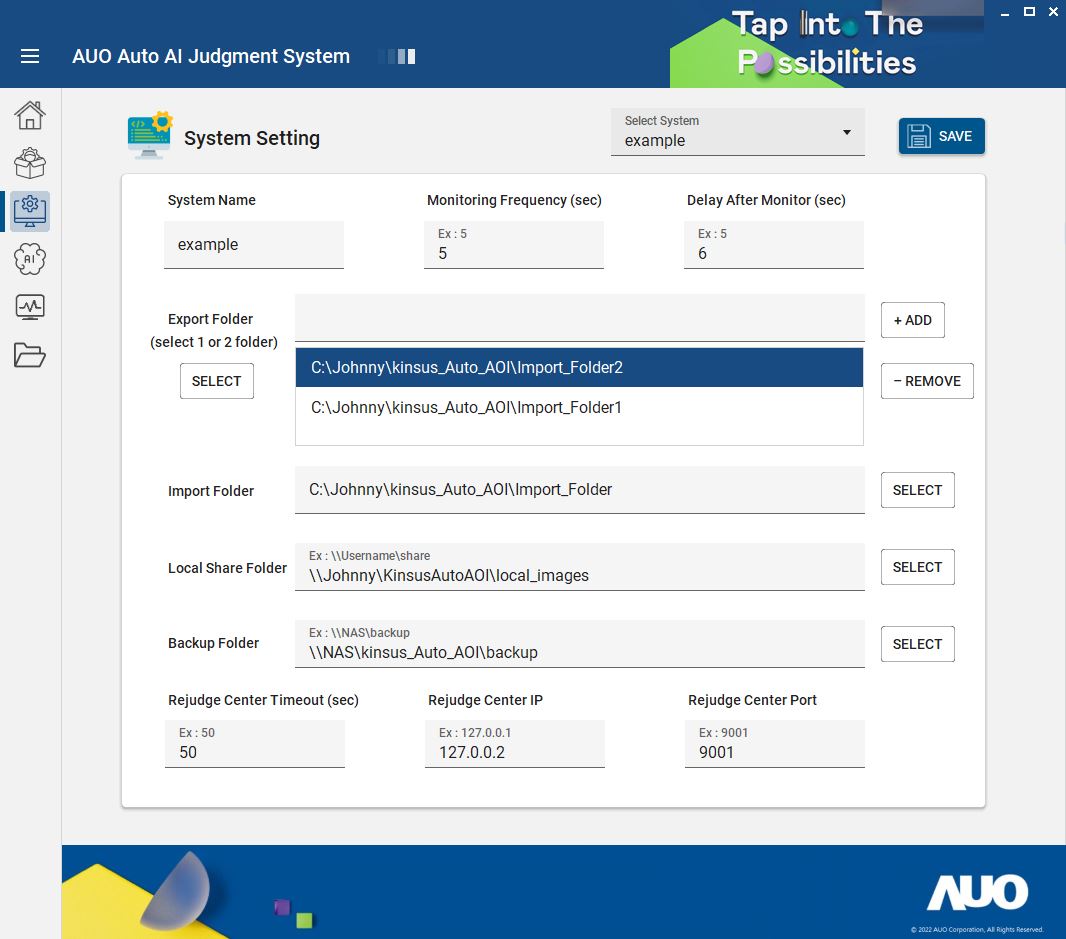 Tap Into The
Possibilities
AUO Auto AI Judgment System
System Setting
Select System
example
SAVE
System Name
Monitoring Frequency (sec)
Delay After Monitor (sec)
example
Ex : 5
5
Ex : 5
6
Export Folder
(select 1 or 2 folder)
SELECT
+ ADD
C:\Johnny\kinsus_Auto_AOI\Import_Folder2
C:\Johnny\kinsus_Auto_AOI\Import_Folder1
− REMOVE
Import Folder
C:\Johnny\kinsus_Auto_AOI\Import_Folder
SELECT
Local Share Folder
Ex : \\Username\share
\\Johnny\KinsusAutoAOI\local_images
SELECT
Backup Folder
Ex : \\NAS\backup
\\NAS\kinsus_Auto_AOI\backup
SELECT
Rejudge Center Timeout (sec)
Rejudge Center IP
Rejudge Center Port
Ex : 50
50
Ex : 127.0.0.1
127.0.0.2
Ex : 9001
9001
AI
AUO
© 2022 AUO Corporation, All Rights Reserved.